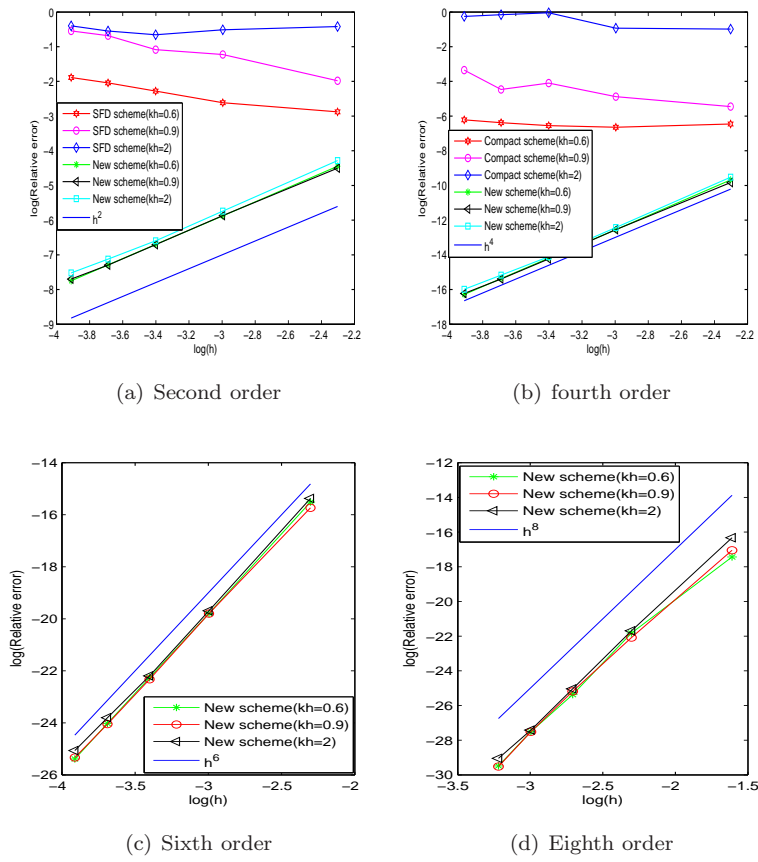 0
−1
−2
−3
−4
−5
−6
−7
−8
−9
log(Relative error)
SFD scheme(kh=0.6)
SFD scheme(kh=0.9)
SFD scheme(kh=2)
New scheme(kh=0.6)
New scheme(kh=0.9)
New scheme(kh=2)
h²
−4 −3.8 −3.6 −3.4 −3.2 −3 −2.8 −2.6 −2.4 −2.2
log(h)
(a) Second order
0
−2
−4
−6
−8
−10
−12
−14
−16
−18
log(Relative error)
Compact scheme(kh=0.6)
Compact scheme(kh=0.9)
Compact scheme(kh=2)
New scheme(kh=0.6)
New scheme(kh=0.9)
New scheme(kh=2)
h⁴
−4 −3.8 −3.6 −3.4 −3.2 −3 −2.8 −2.6 −2.4 −2.2
log(h)
(b) fourth order
−14
−16
−18
−20
−22
−24
−26
log(Relative error)
New scheme(kh=0.6)
New scheme(kh=0.9)
New scheme(kh=2)
h⁶
−4 −3.5 −3 −2.5 −2
log(h)
(c) Sixth order
−12
−14
−16
−18
−20
−22
−24
−26
−28
−30
log(Relative error)
New scheme(kh=0.6)
New scheme(kh=0.9)
New scheme(kh=2)
h⁸
−3.5 −3 −2.5 −2 −1.5
log(h)
(d) Eighth order